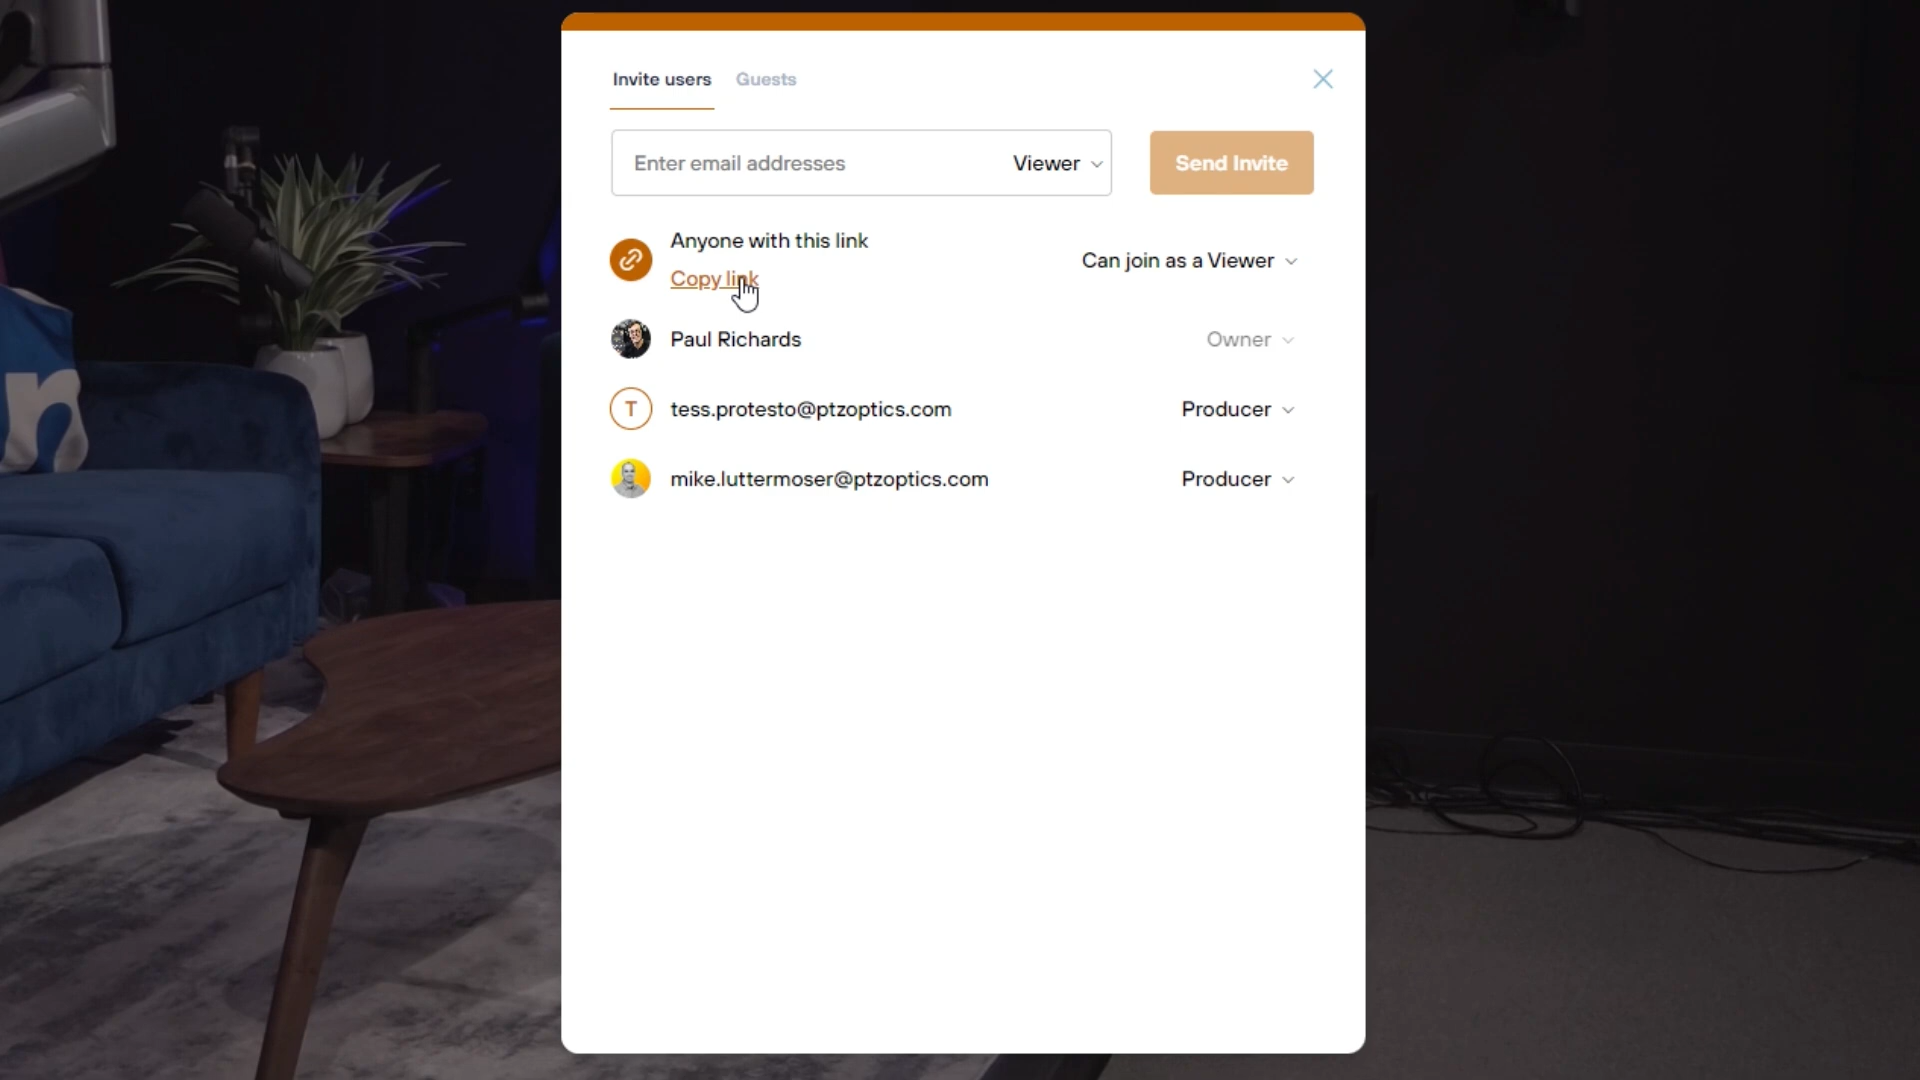 Invite users Guests
Enter email addresses Viewer Send Invite
Anyone with this link
Copy link
Can join as a Viewer
Paul Richards Owner
T tess.protesto@ptzoptics.com Producer
mike.luttermoser@ptzoptics.com Producer
n